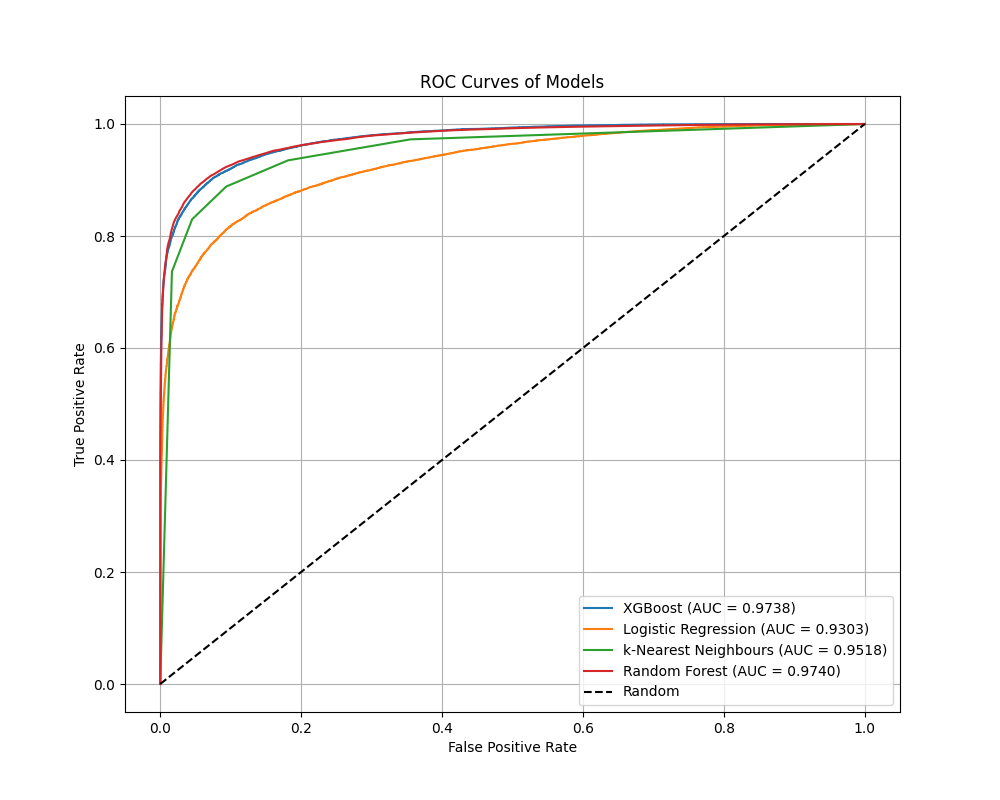 ROC Curves of Models
True Positive Rate
1.0
0.8
0.6
0.4
0.2
0.0
XGBoost (AUC = 0.9738)
Logistic Regression (AUC = 0.9303)
k-Nearest Neighbours (AUC = 0.9518)
Random Forest (AUC = 0.9740)
Random
0.0 0.2 0.4 0.6 0.8 1.0
False Positive Rate